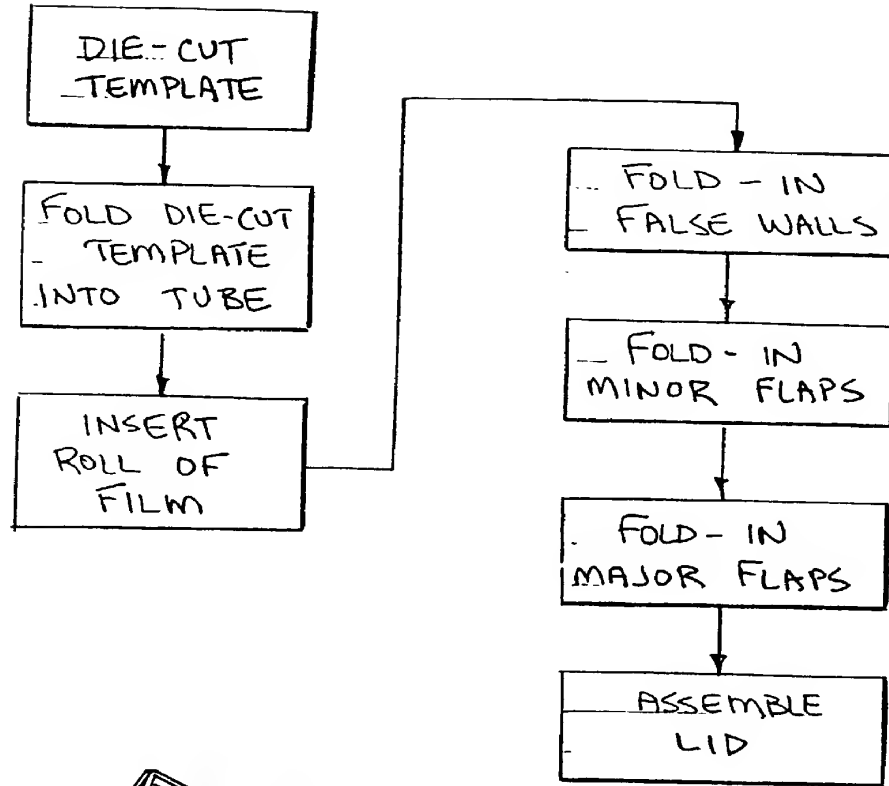 DIE-CUT
TEMPLATE
FOLD DIE-CUT
TEMPLATE
INTO TUBE
INSERT
ROLL OF
FILM
FOLD-IN
FALSE WALLS
FOLD-IN
MINOR FLAPS
FOLD-IN
MAJOR FLAPS
ASSEMBLE
LID